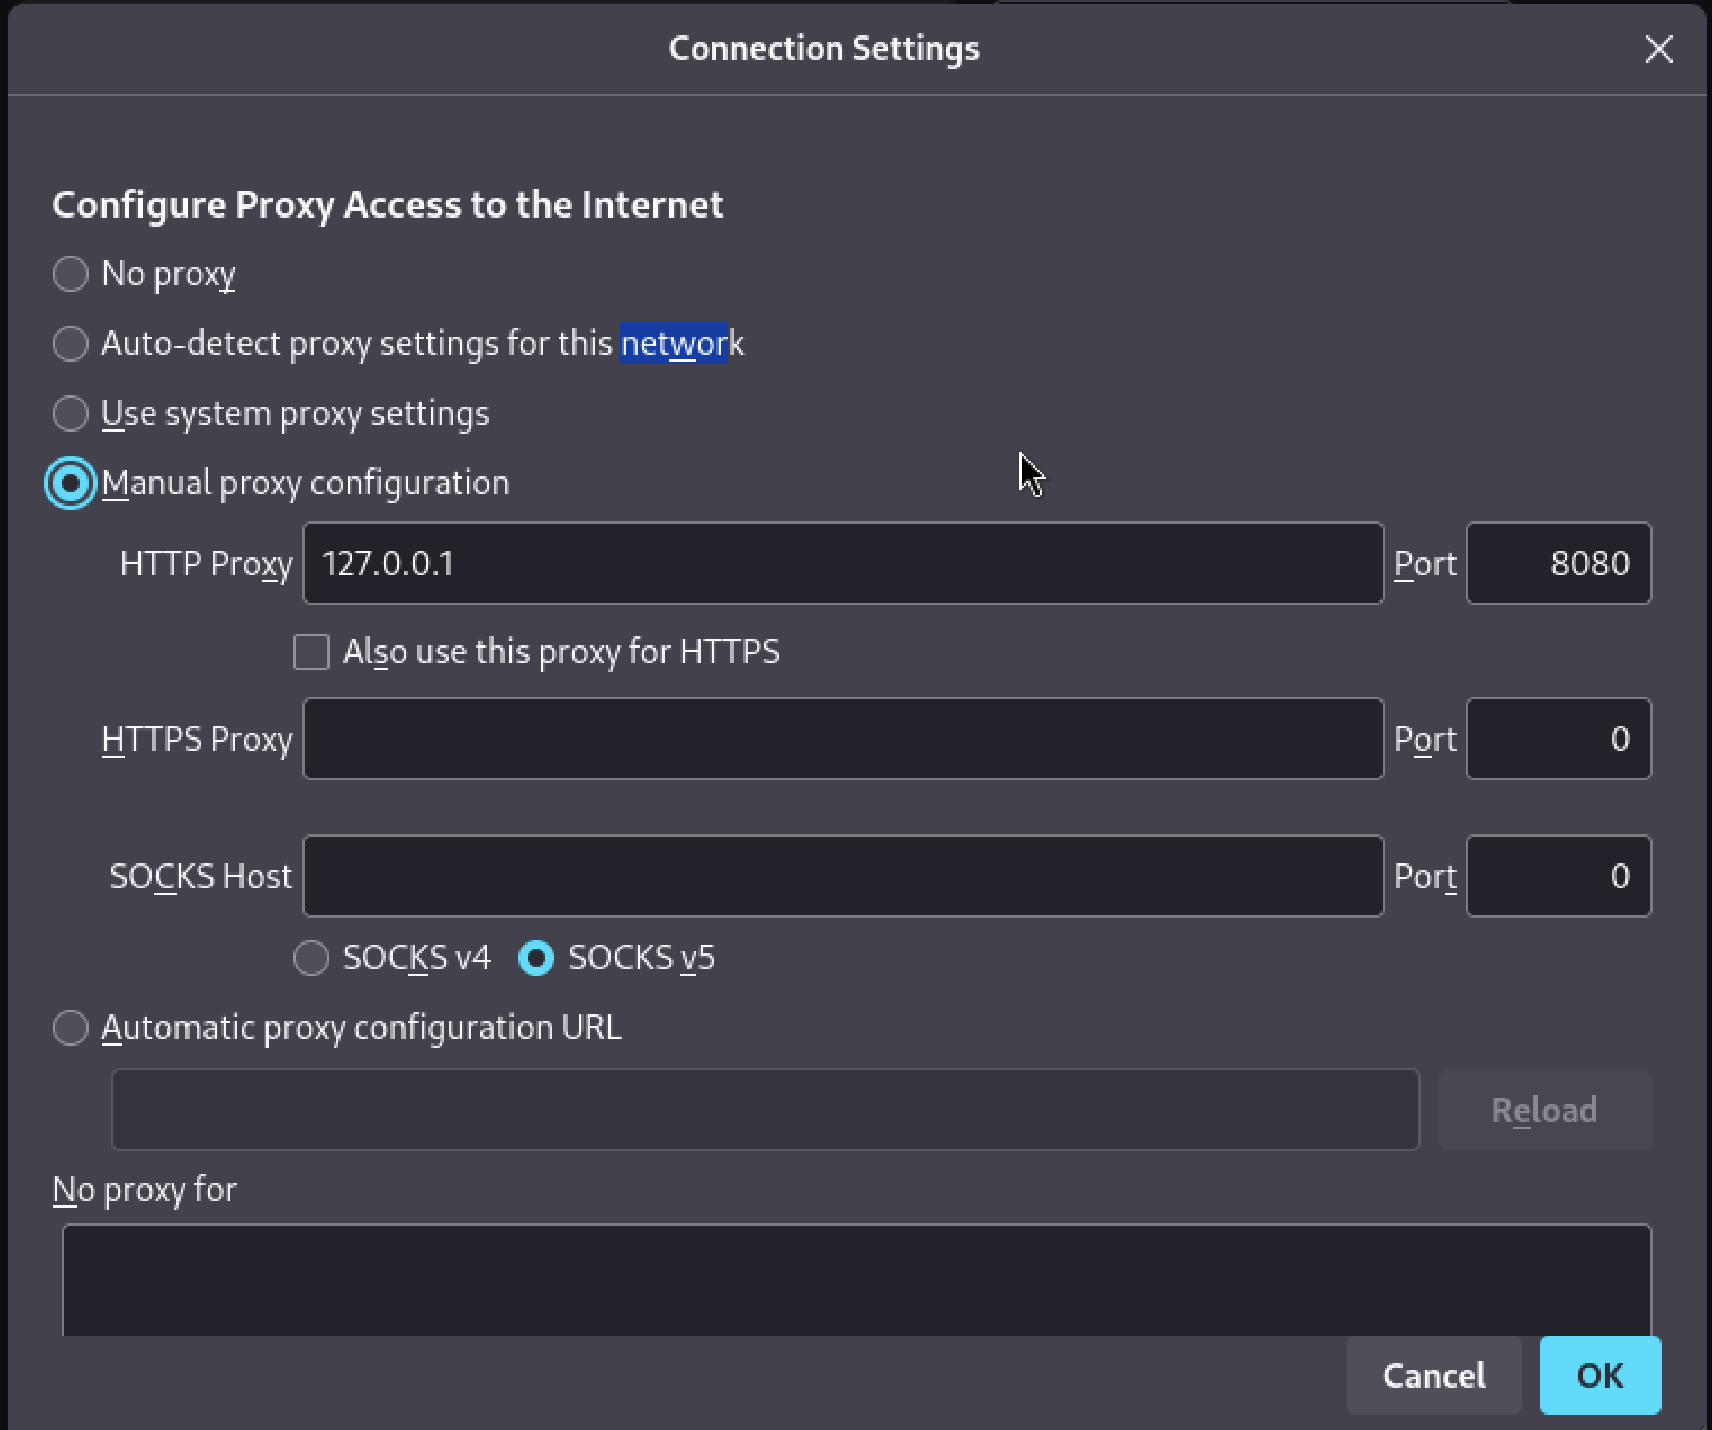 Connection Settings
Configure Proxy Access to the Internet
No proxy
Auto-detect proxy settings for this network
Use system proxy settings
Manual proxy configuration
HTTP Proxy 127.0.0.1 Port 8080
Also use this proxy for HTTPS
HTTPS Proxy Port 0
SOCKS Host Port 0
SOCKS v4 SOCKS v5
Automatic proxy configuration URL
Reload
No proxy for
Cancel OK